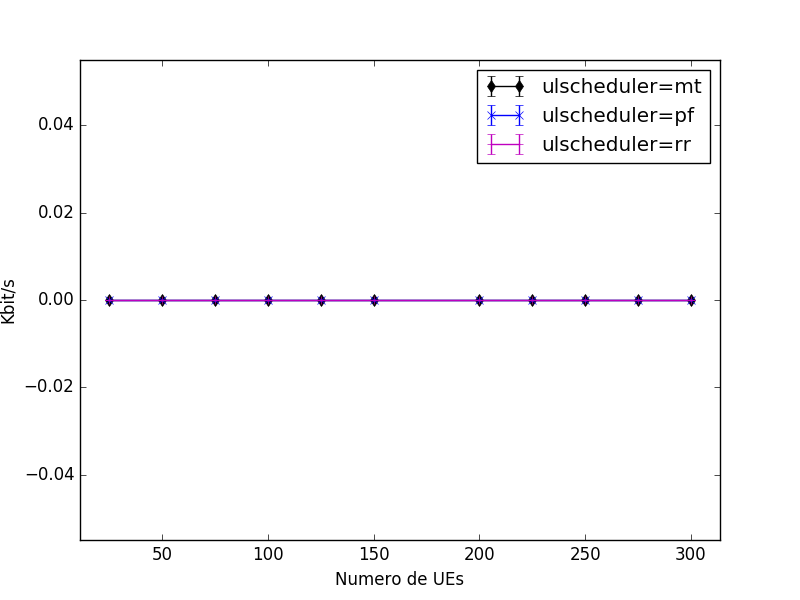 ulscheduler=mt
ulscheduler=pf
ulscheduler=rr
0.04
0.02
0.00
−0.02
−0.04
Kbit/s
50 100 150 200 250 300
Numero de UEs